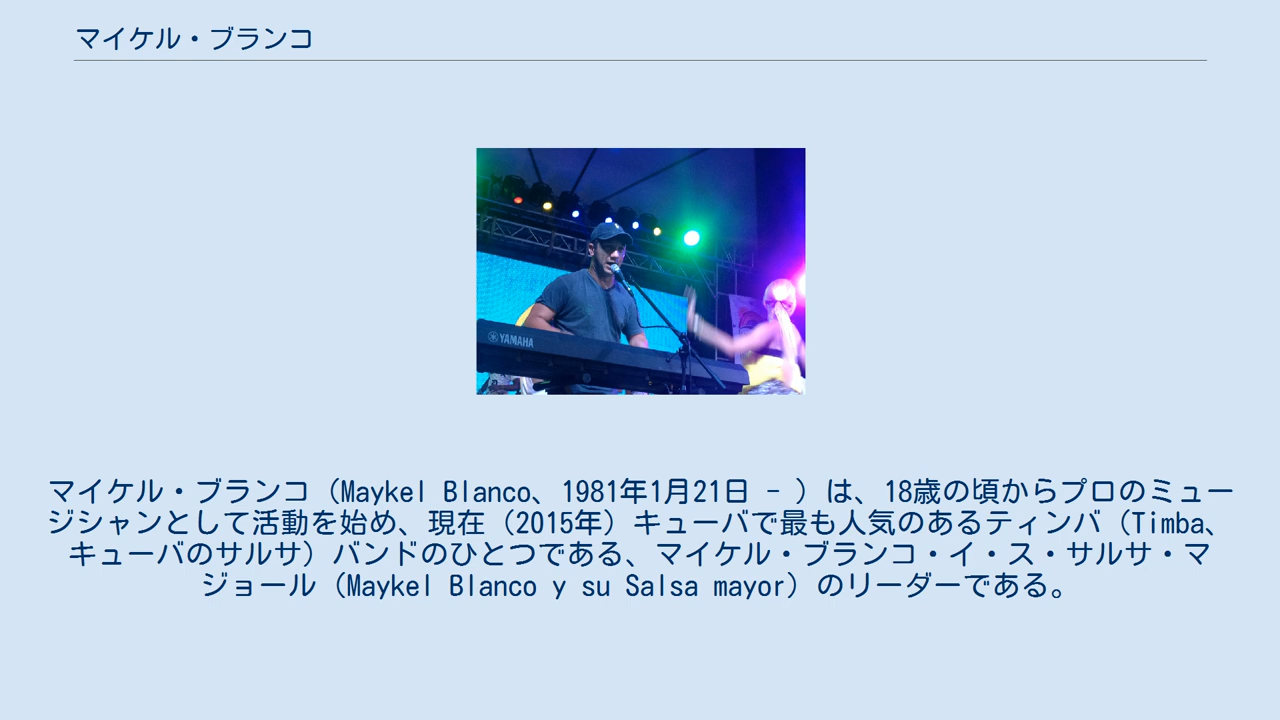 マイケル・ブランコ
YAMAHA
マイケル・ブランコ（Maykel Blanco、1981年1月21日 - ）は、18歳の頃からプロのミュー
ジシャンとして活動を始め、現在（2015年）キューバで最も人気のあるティンバ（Timba、
キューバのサルサ）バンドのひとつである、マイケル・ブランコ・イ・ス・サルサ・マ
ジョール（Maykel Blanco y su Salsa mayor）のリーダーである。